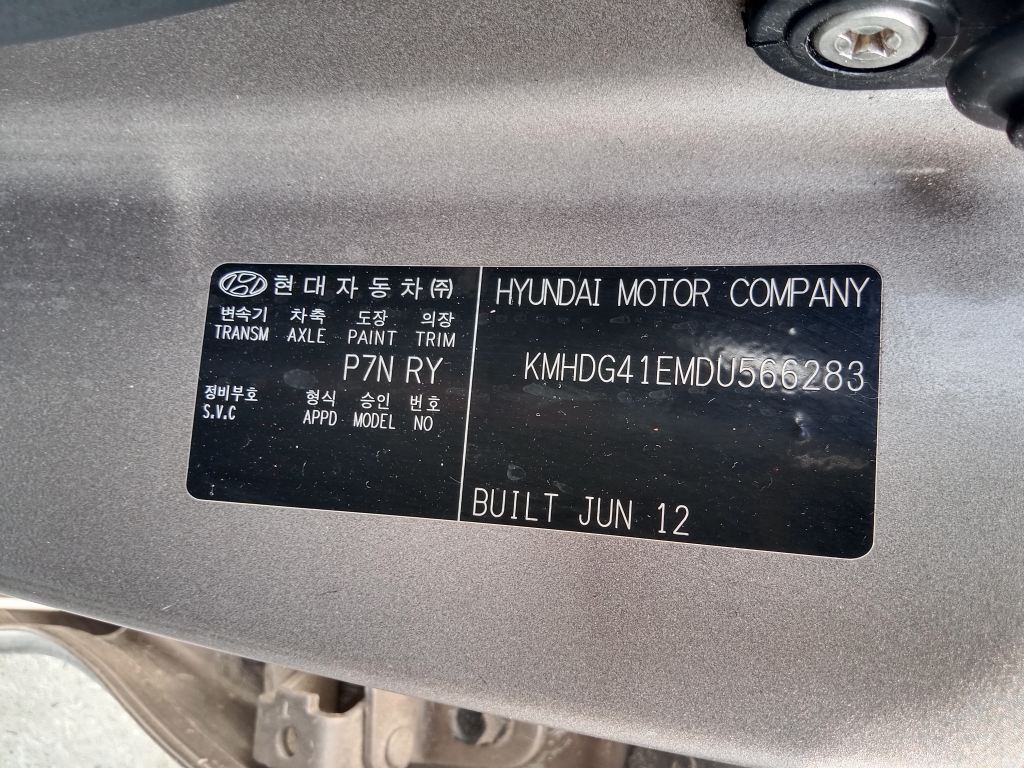 현대자동차㈜
변속기 차축 도장 의장
TRANSM AXLE PAINT TRIM
P7N RY
정비부호 형식 승인 번호
S.V.C APPD MODEL NO
HYUNDAI MOTOR COMPANY
KMHDG41EMDU566283
BUILT JUN 12